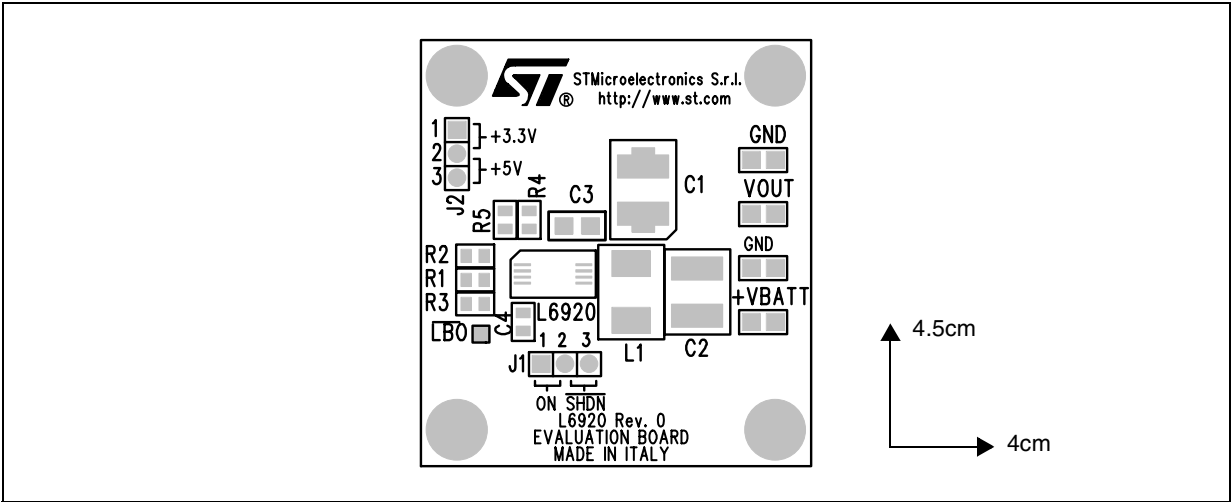 ST®
STMicroelectronics S.r.l.
http://www.st.com
1
+3.3V
2
+5V
3
J2
GND
C1
VOUT
R5
R4
C3
GND
R2
R1
+VBATT
R3
L6920
C4
LBO
1 2 3
L1
C2
J1
4.5cm
ON SHDN
L6920 Rev. 0
EVALUATION BOARD
MADE IN ITALY
4cm